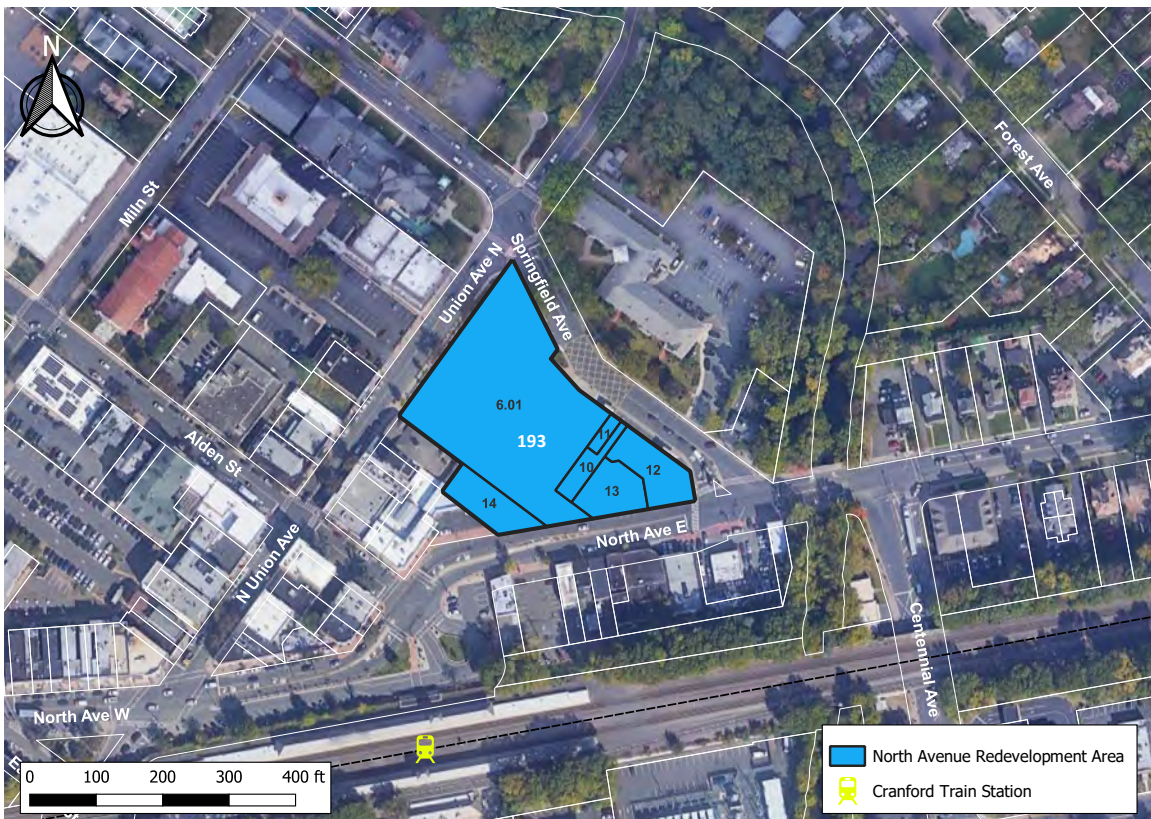 N
Forest Ave
Miln St
Union Ave N
Springfield Ave
6.01
193
11
Alden St
10
12
13
14
North Ave E
N Union Ave
Centennial Ave
North Ave W
0 100 200 300 400 ft
North Avenue Redevelopment Area
Cranford Train Station